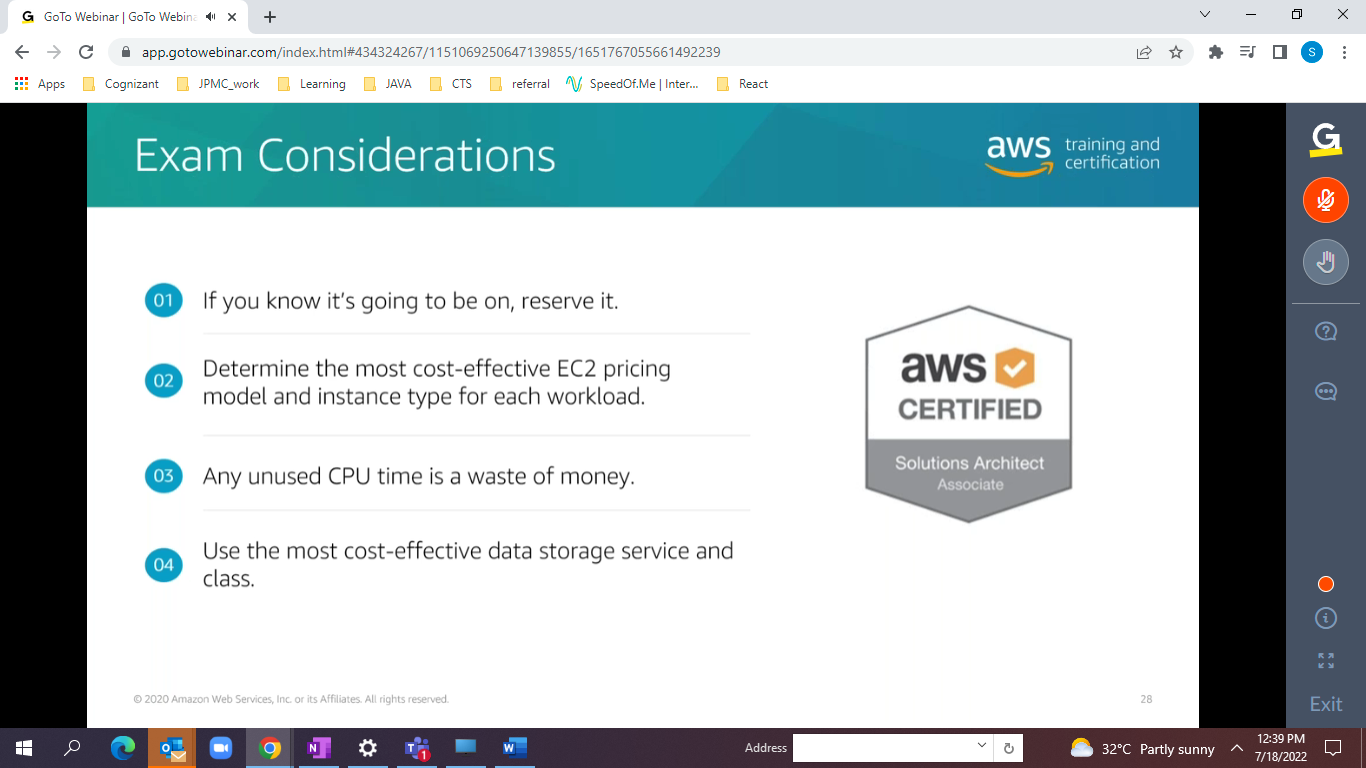 GoTo Webinar | GoTo Webina
app.gotowebinar.com/index.html#434324267/1151069250647139855/1651767055661492239
S
Apps Cognizant JPMC_work Learning JAVA CTS referral SpeedOf.Me | Inter... React
Exam Considerations
aws training and
certification
01 If you know it's going to be on, reserve it.
02 Determine the most cost-effective EC2 pricing
model and instance type for each workload.
03 Any unused CPU time is a waste of money.
04 Use the most cost-effective data storage service and
class.
aws
CERTIFIED
Solutions Architect
Associate
© 2020 Amazon Web Services, Inc. or its Affiliates. All rights reserved.
28
Exit
Address
32°C Partly sunny
12:39 PM
7/18/2022